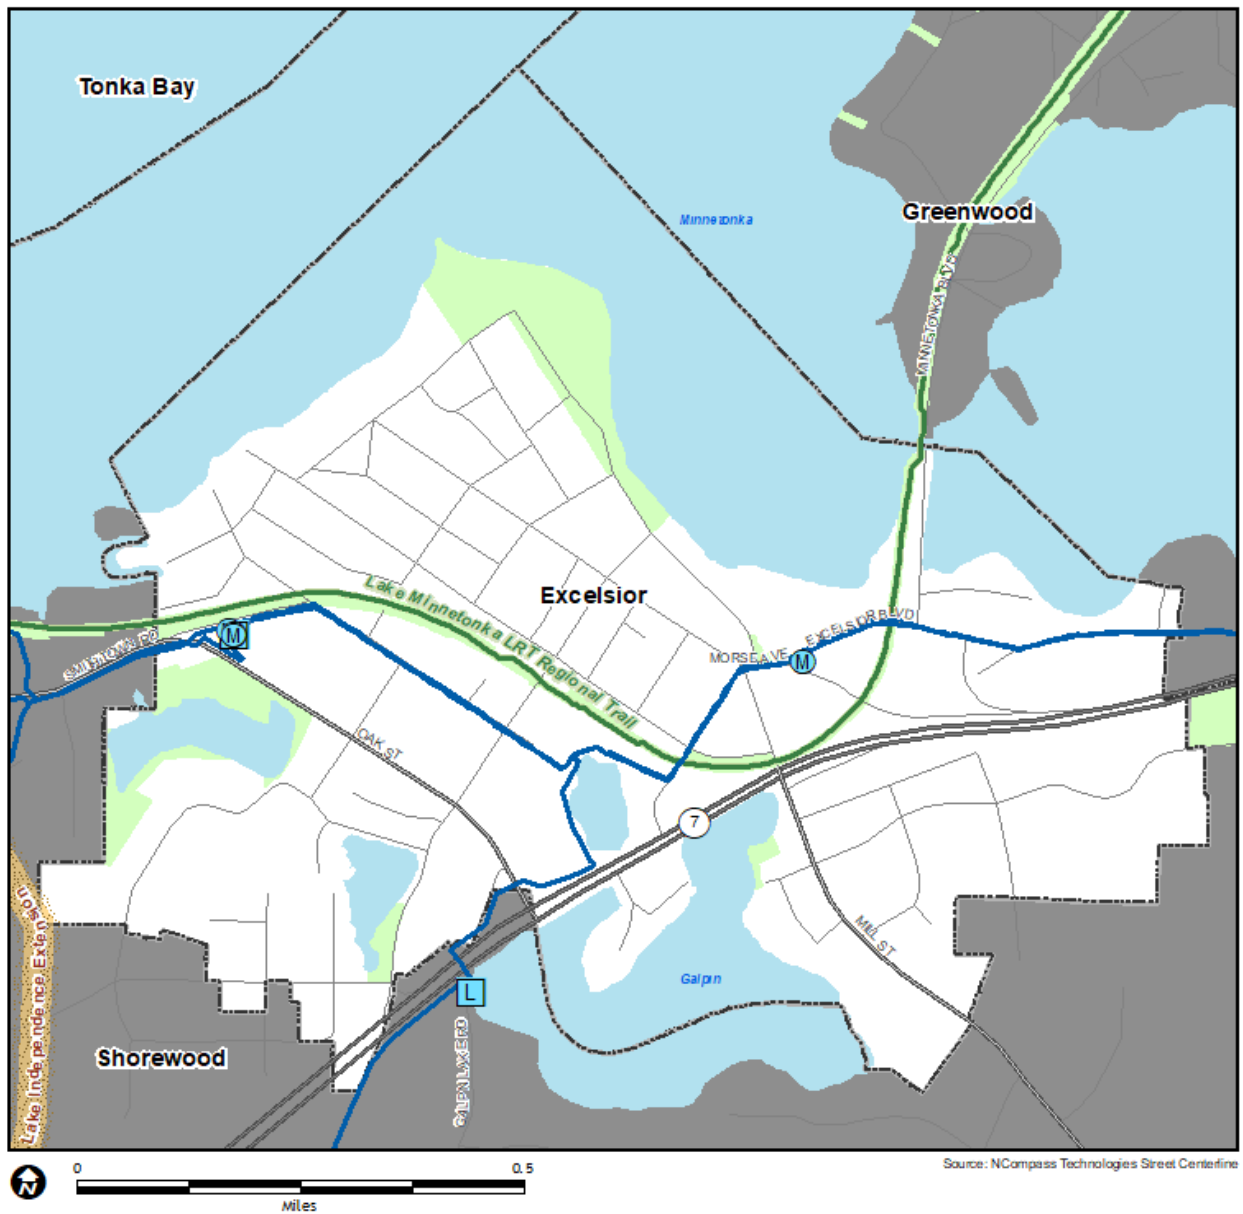 Tonka Bay
Minnetonka
Greenwood
MINNETONKA BLVD
Excelsior
Lake Minnetonka LRT Regional Trail
EXCELSIOR BLVD
MORSE AVE
M
M
SMITHTOWN RD
OAK ST
7
Lake Independence Extension
MILL ST
Galpin
L
GALPIN LAKE RD
Shorewood
N
0 0.5
Miles
Source: NCompass Technologies Street Centerline